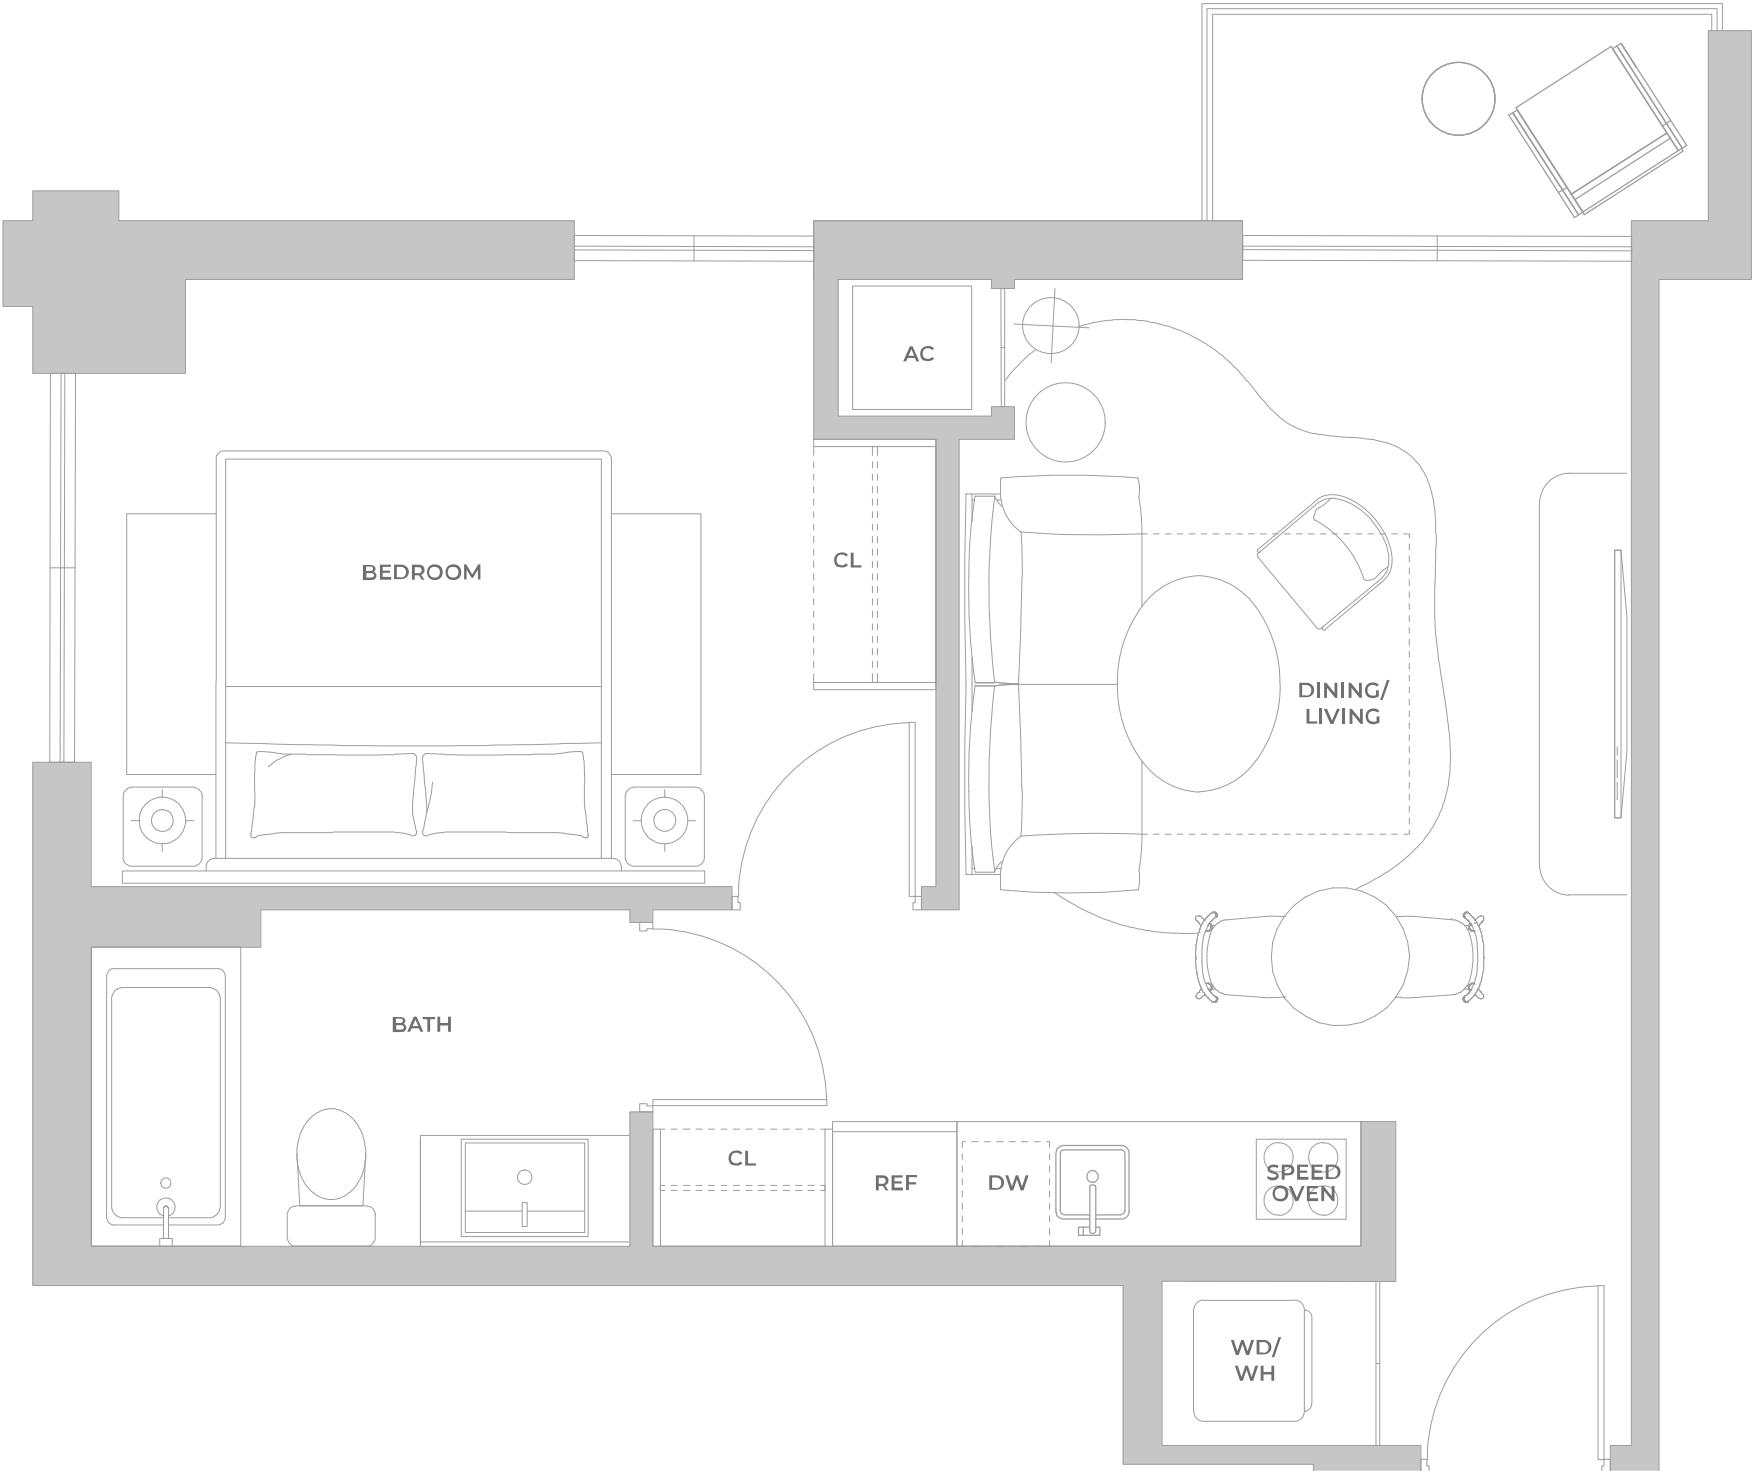 AC
BEDROOM
CL
DINING/
LIVING
BATH
CL
REF
DW
SPEED
OVEN
WD/
WH